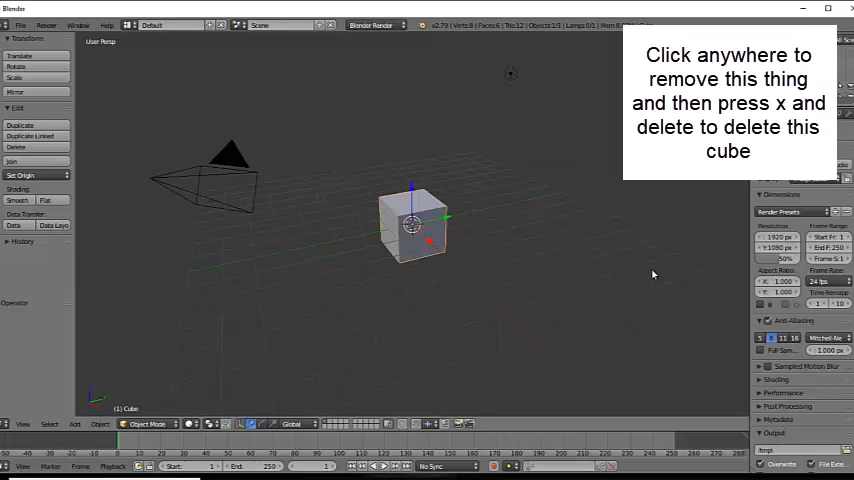 Blender
File
Render
Window
Help
Default
Scene
Blender Render
v2.79 | Verts:8 | Faces:6 | Tris:12 | Objects:1/3 | Lamps:0/1 |
User Persp
Click anywhere to
remove this thing
and then press x and
delete to delete this
cube
Transform
Translate
Rotate
Scale
Mirror
Edit
Duplicate
Duplicate Linked
Delete
Join
Set Origin
Shading:
Smooth Flat
Data Transfer:
Data Data Layo
History
Operator
Dimensions
Render Presets
Resolution: Frame Range:
: 1920 px Start Fr: 1
Y:1080 px End F: 250
50% Frame S: 1
Aspect Ratio: Frame Rate:
X: 1.000 24 fps
Y: 1.000 Time Remapp
B 1 10
Anti-Aliasing
5 8 11 16 Mitchell-Ne
Full Sam... 1.000 px
Sampled Motion Blur
Shading
Performance
Post Processing
Metadata
Output
/tmp\
Overwrite File Exte...
(1) Cube
View Select Add Object Object Mode Global
-50 -40 -30 -20 -10 0 10 20 30 40 50 60 70 80 90 100 110 120 130 140 150 160 170 180 190 200 210 220 230 240 250 260 270 280
View Marker Frame Playback Start: 1 End: 250 1 No Sync